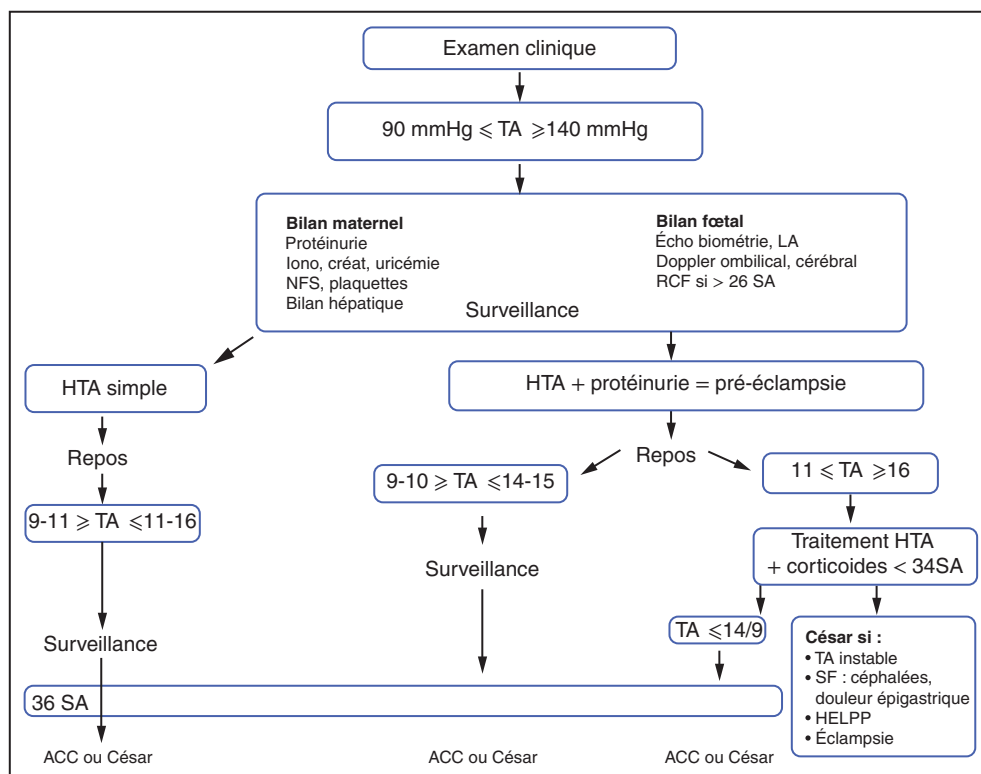 Examen clinique
90 mmHg ⩽ TA ⩾140 mmHg
Bilan maternel
Protéinurie
Iono, créat, uricémie
NFS, plaquettes
Bilan hépatique
Bilan fœtal
Écho biométrie, LA
Doppler ombilical, cérébral
RCF si > 26 SA
Surveillance
HTA simple
HTA + protéinurie = pré-éclampsie
Repos
Repos
9-10 ⩾ TA ⩽14-15
11 ⩽ TA ⩾16
9-11 ⩾ TA ⩽11-16
Traitement HTA
+ corticoides < 34SA
Surveillance
Surveillance
TA ⩽14/9
César si :
• TA instable
• SF : céphalées,
douleur épigastrique
• HELPP
• Éclampsie
36 SA
ACC ou César
ACC ou César
ACC ou César